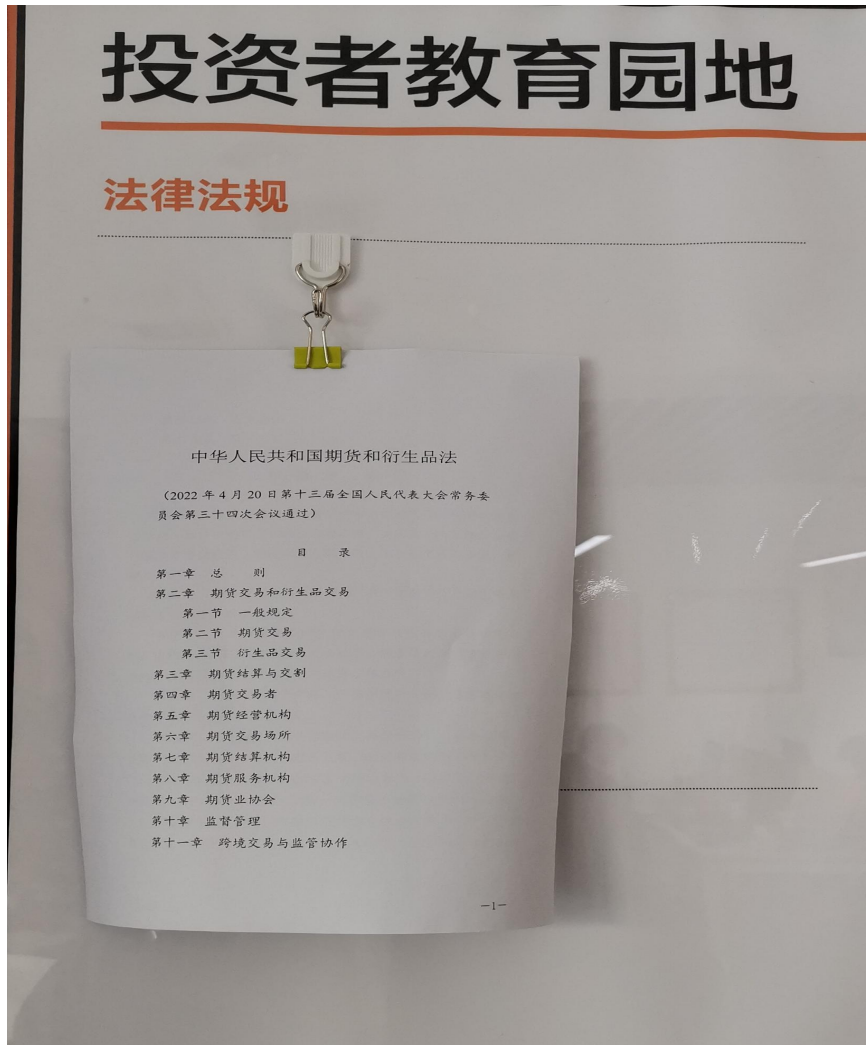 投资者教育园地
法律法规
中华人民共和国期货和衍生品法
（2022 年 4 月 20 日第十三届全国人民代表大会常务委
员会第三十四次会议通过）
目 录
第一章 总 则
第二章 期货交易和衍生品交易
第一节 一般规定
第二节 期货交易
第三节 衍生品交易
第三章 期货结算与交割
第四章 期货交易者
第五章 期货经营机构
第六章 期货交易场所
第七章 期货结算机构
第八章 期货服务机构
第九章 期货业协会
第十章 监督管理
第十一章 跨境交易与监管协作
—1—